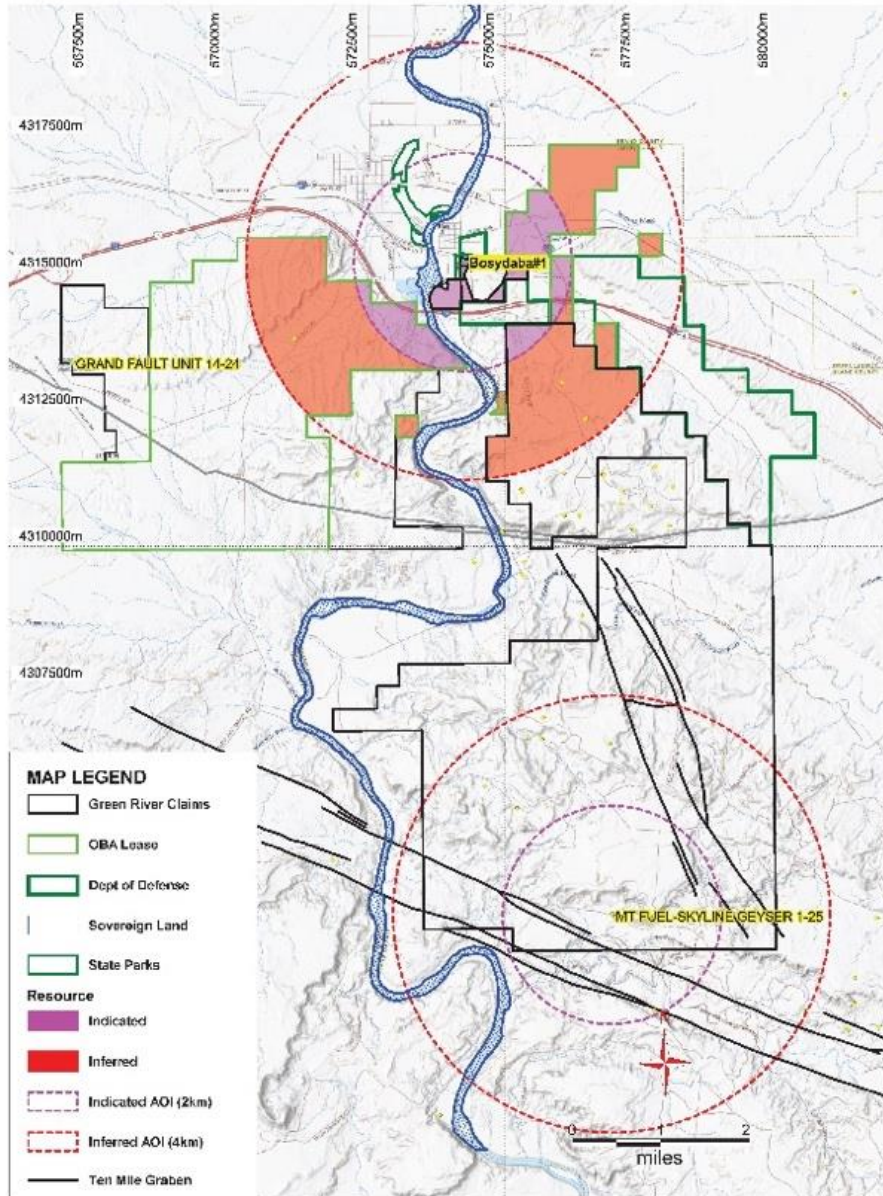 567500m
570000m
572500m
575000m
577500m
580000m
4317500m
4315000m
Bosydaba#1
GRAND FAULT UNIT 14-24
4312500m
4310000m
4307500m
MAP LEGEND
Green River Claims
OBA Lease
Dept of Defense
Sovereign Land
State Parks
Resource
Indicated
Inferred
Indicated AOI (2km)
Inferred AOI (4km)
Ten Mile Graben
MT FUEL-SKYLINE GEYSER 1-25
0 1 2
miles